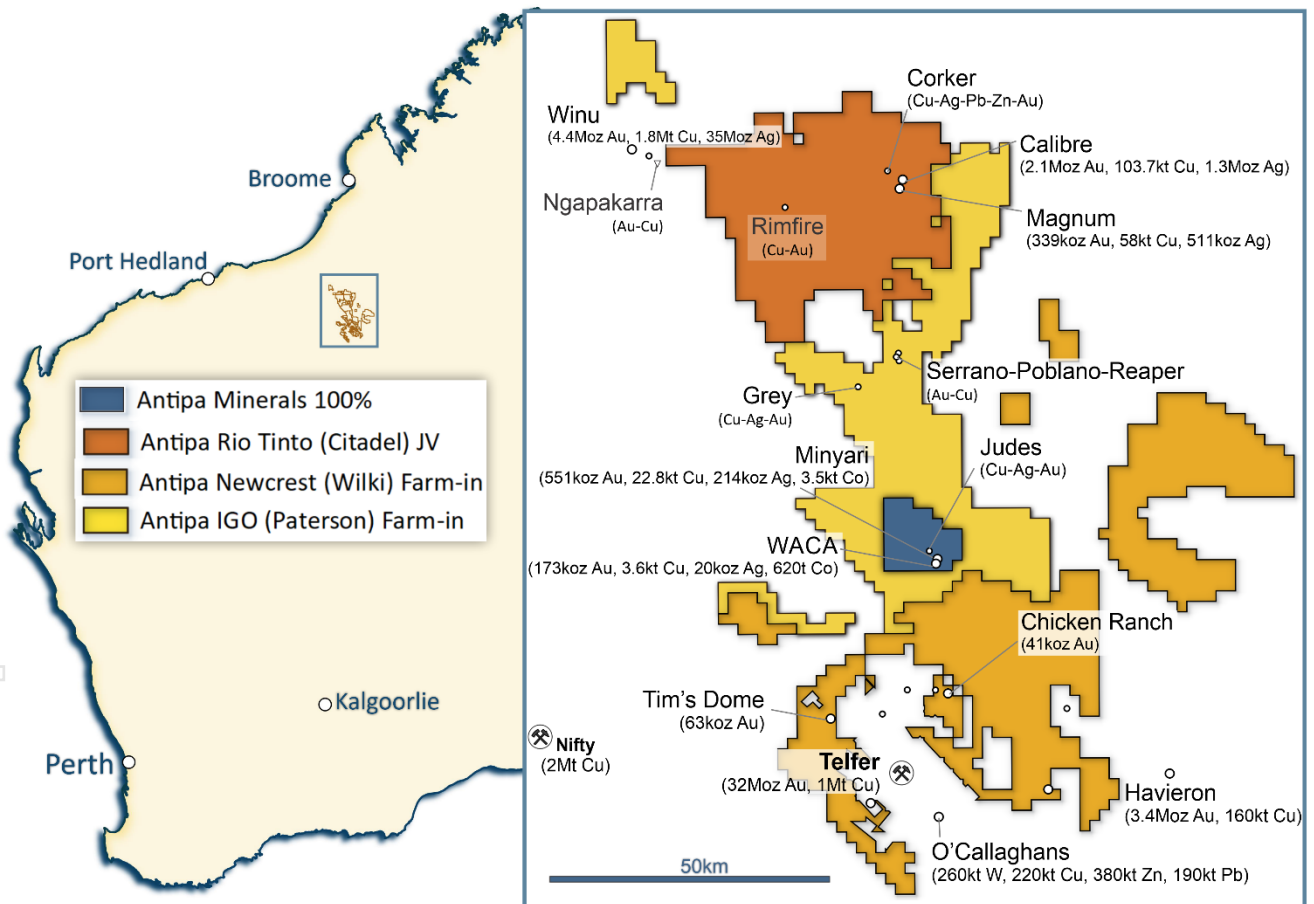 Broome
Port Hedland
Kalgoorlie
Perth
Antipa Minerals 100%
Antipa Rio Tinto (Citadel) JV
Antipa Newcrest (Wilki) Farm-in
Antipa IGO (Paterson) Farm-in
Corker
(Cu-Ag-Pb-Zn-Au)
Winu
(4.4Moz Au, 1.8Mt Cu, 35Moz Ag)
Calibre
(2.1Moz Au, 103.7kt Cu, 1.3Moz Ag)
Ngapakarra
(Au-Cu)
Rimfire
(Cu-Au)
Magnum
(339koz Au, 58kt Cu, 511koz Ag)
Serrano-Poblano-Reaper
(Au-Cu)
Grey
(Cu-Ag-Au)
Judes
(Cu-Ag-Au)
Minyari
(551koz Au, 22.8kt Cu, 214koz Ag, 3.5kt Co)
WACA
(173koz Au, 3.6kt Cu, 20koz Ag, 620t Co)
Chicken Ranch
(41koz Au)
Tim's Dome
(63koz Au)
Nifty
(2Mt Cu)
Telfer
(32Moz Au, 1Mt Cu)
Havieron
(3.4Moz Au, 160kt Cu)
O'Callaghans
(260kt W, 220kt Cu, 380kt Zn, 190kt Pb)
50km